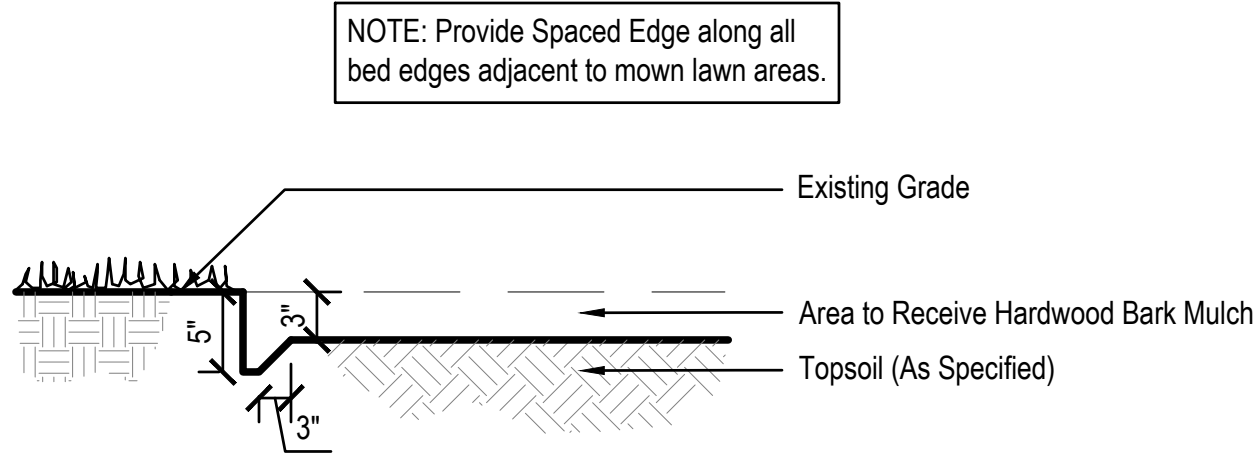 NOTE: Provide Spaced Edge along all
bed edges adjacent to mown lawn areas.
Existing Grade
5"
3"
Area to Receive Hardwood Bark Mulch
Topsoil (As Specified)
3"